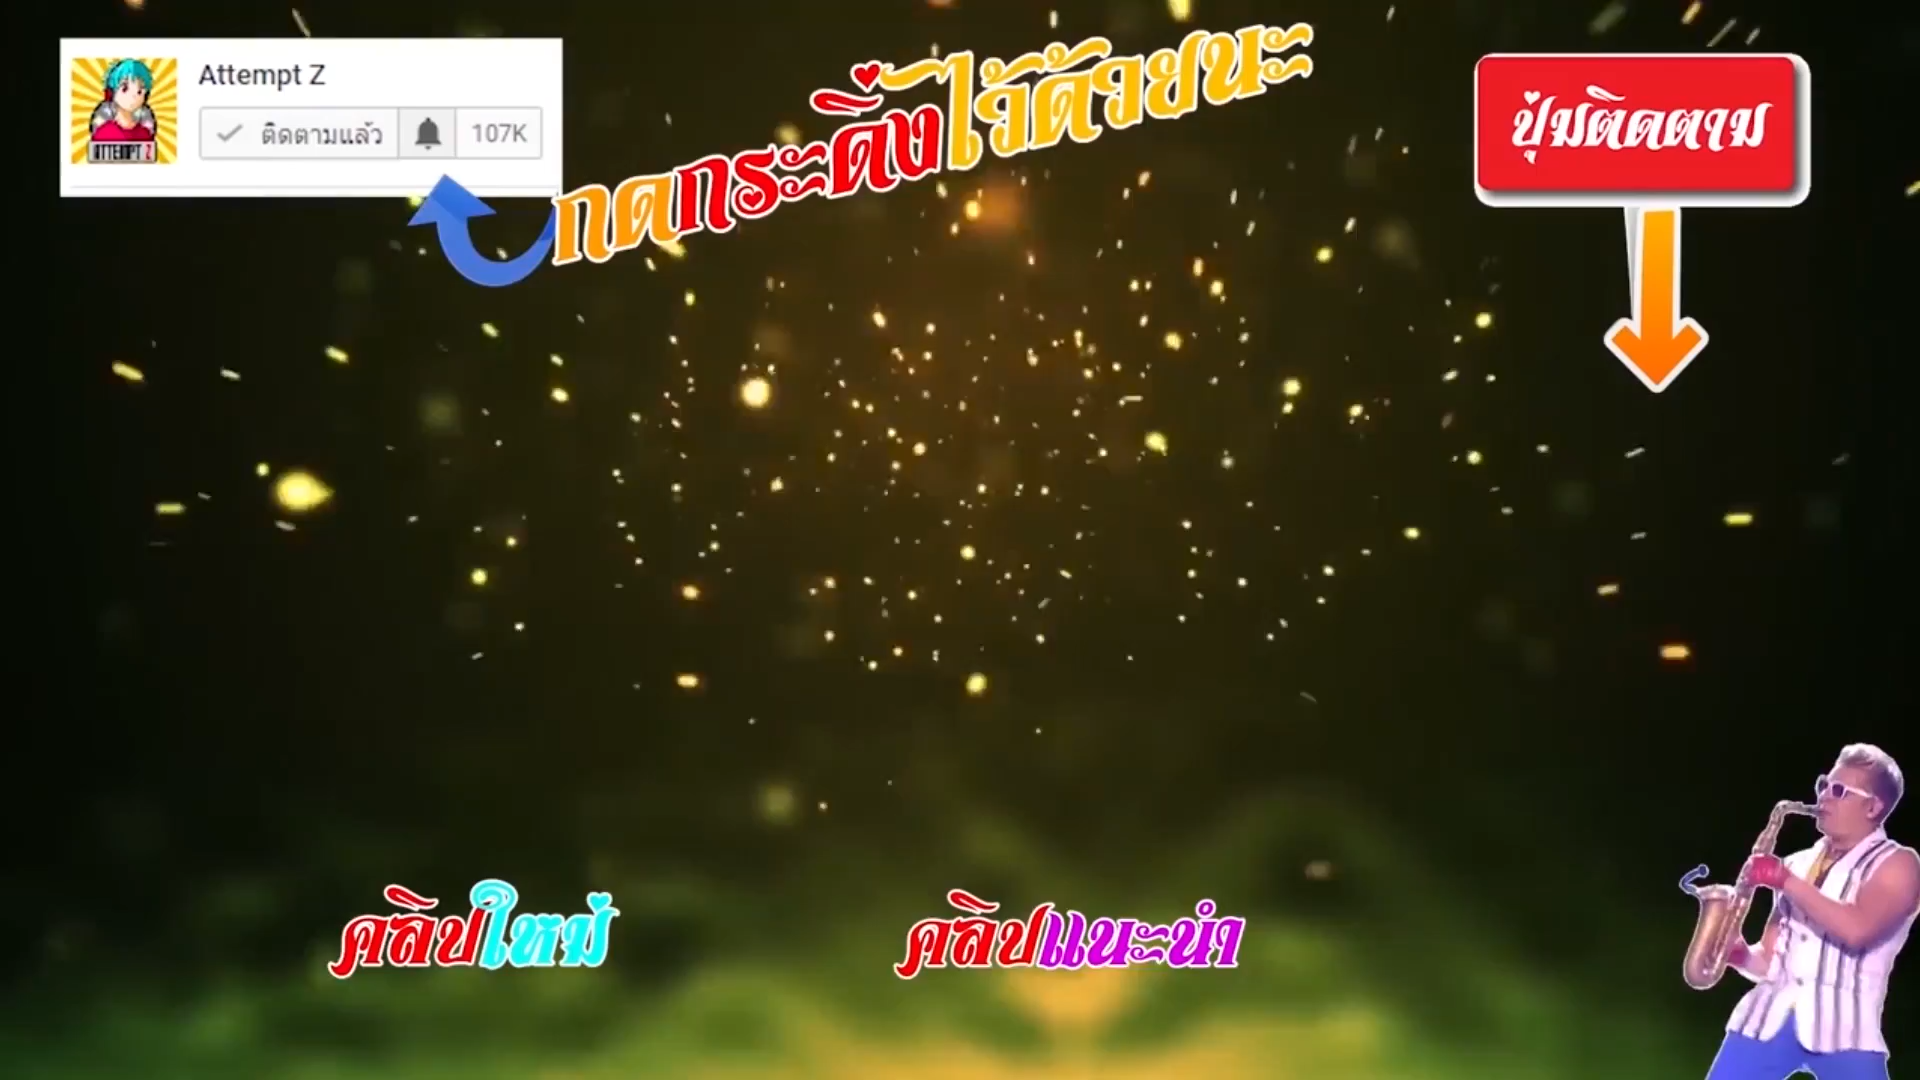 Attempt Z
ติดตามแล้ว 107K
ATTEMPT Z
กดกระดิ่งไว้ด้วยนะ
ปุ่มติดตาม
คลิปใหม่
คลิปแนะนำ